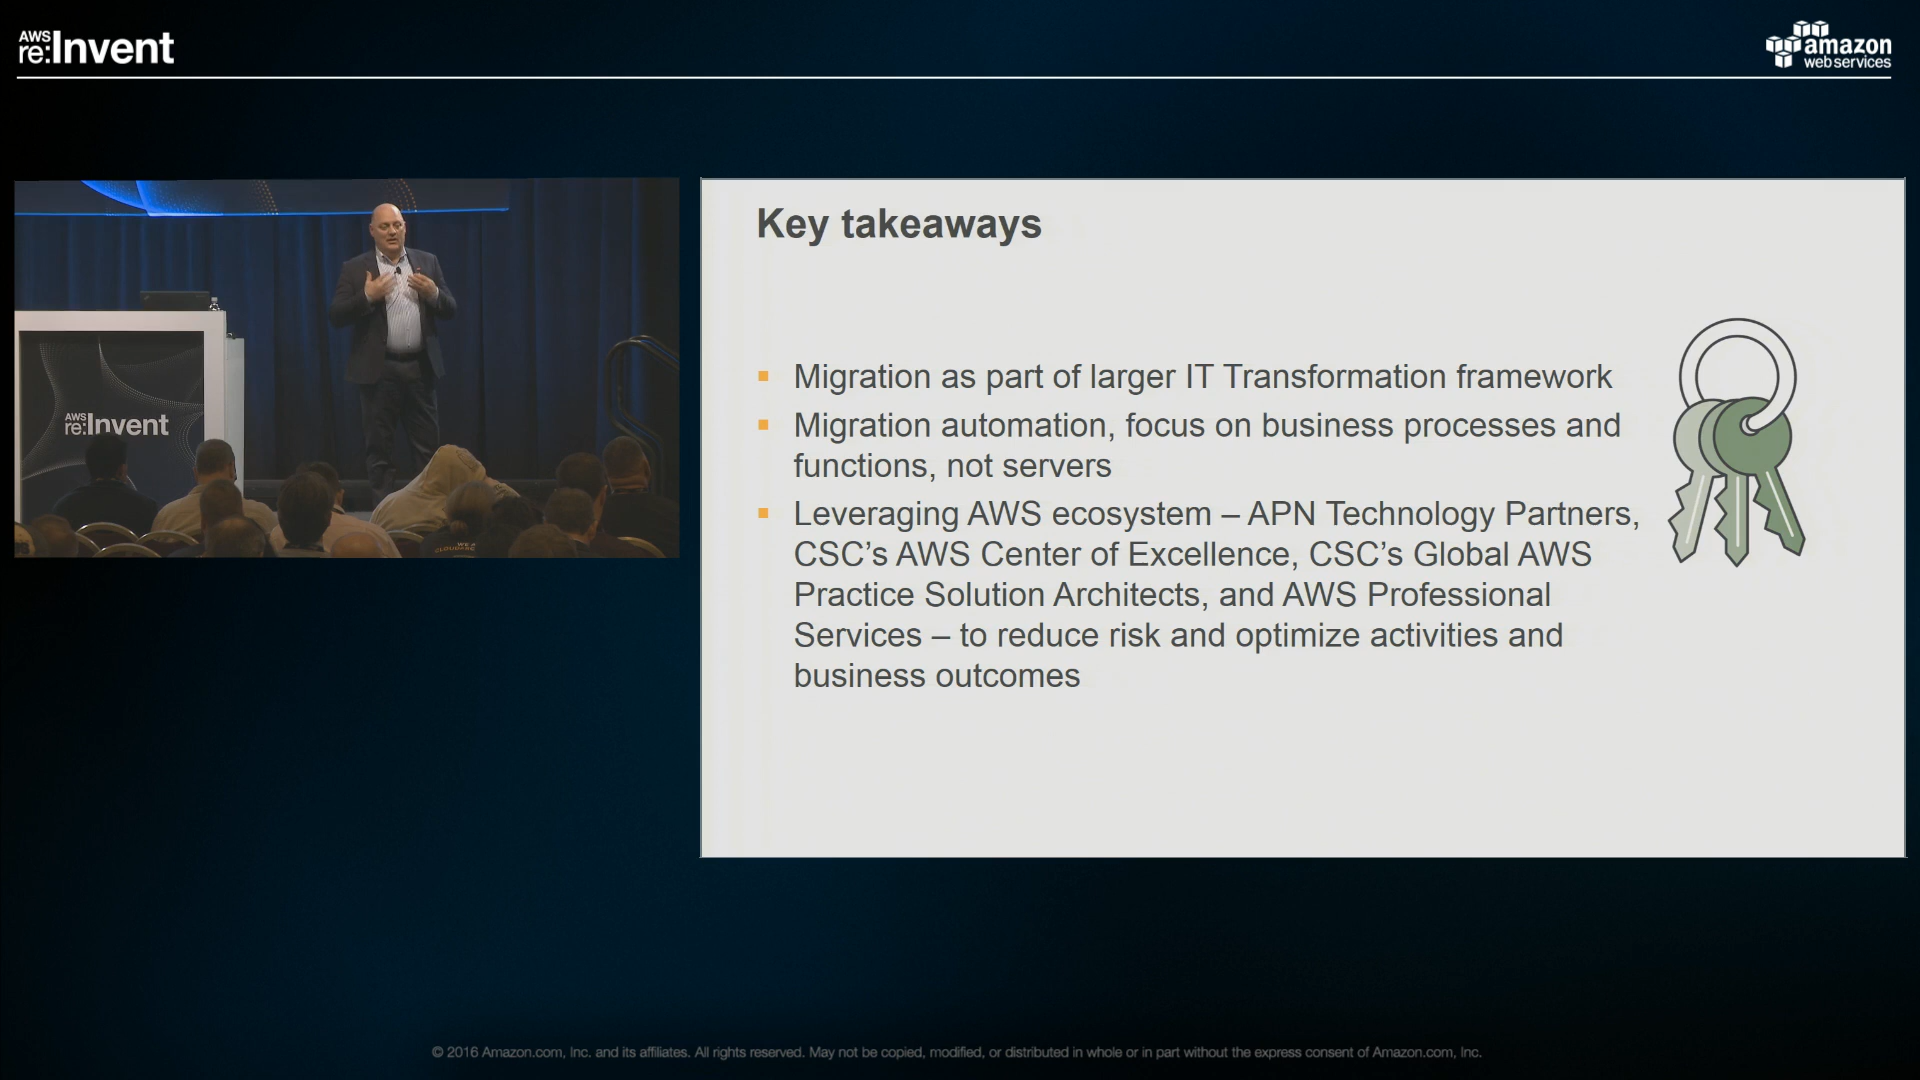 AWS
re:Invent
amazon
webservices
AWS
re:Invent
Key takeaways
Migration as part of larger IT Transformation framework
Migration automation, focus on business processes and
functions, not servers
Leveraging AWS ecosystem – APN Technology Partners,
CSC’s AWS Center of Excellence, CSC’s Global AWS
Practice Solution Architects, and AWS Professional
Services – to reduce risk and optimize activities and
business outcomes
© 2016 Amazon.com, Inc. and its affiliates. All rights reserved. May not be copied, modified, or distributed in whole or in part without the express consent of Amazon.com, Inc.